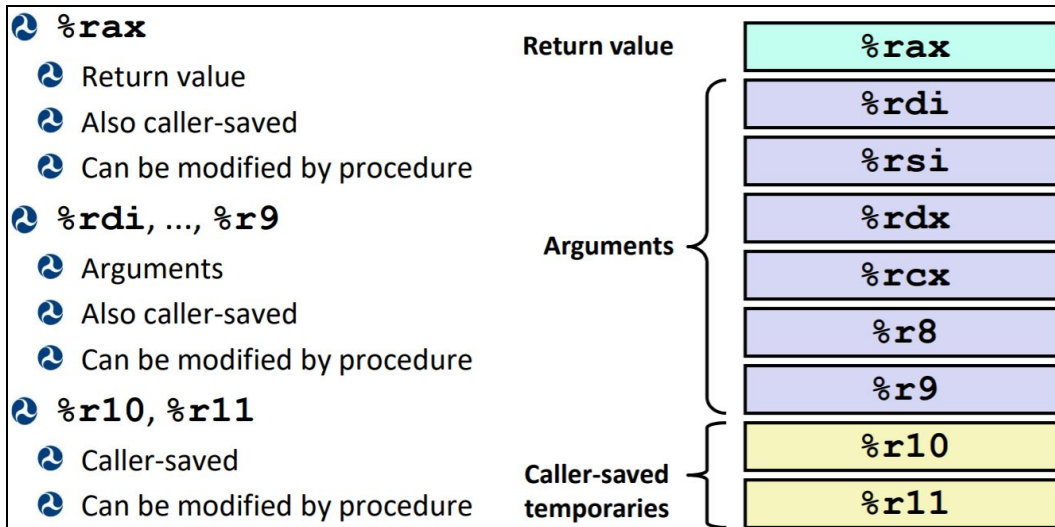 %rax
Return value
Also caller-saved
Can be modified by procedure
%rdi, ..., %r9
Arguments
Also caller-saved
Can be modified by procedure
%r10, %r11
Caller-saved
Can be modified by procedure
Return value
%rax
Arguments
%rdi
%rsi
%rdx
%rcx
%r8
%r9
Caller-saved
temporaries
%r10
%r11